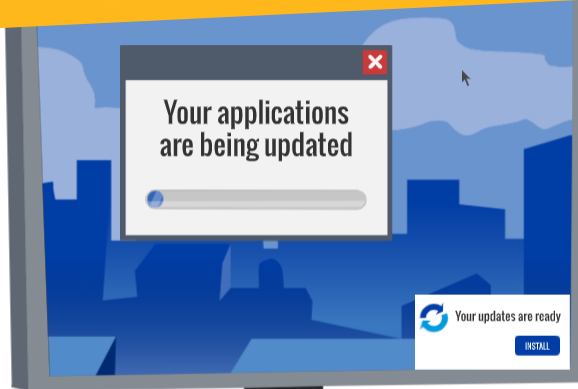 Your applications
are being updated
Your updates are ready
INSTALL